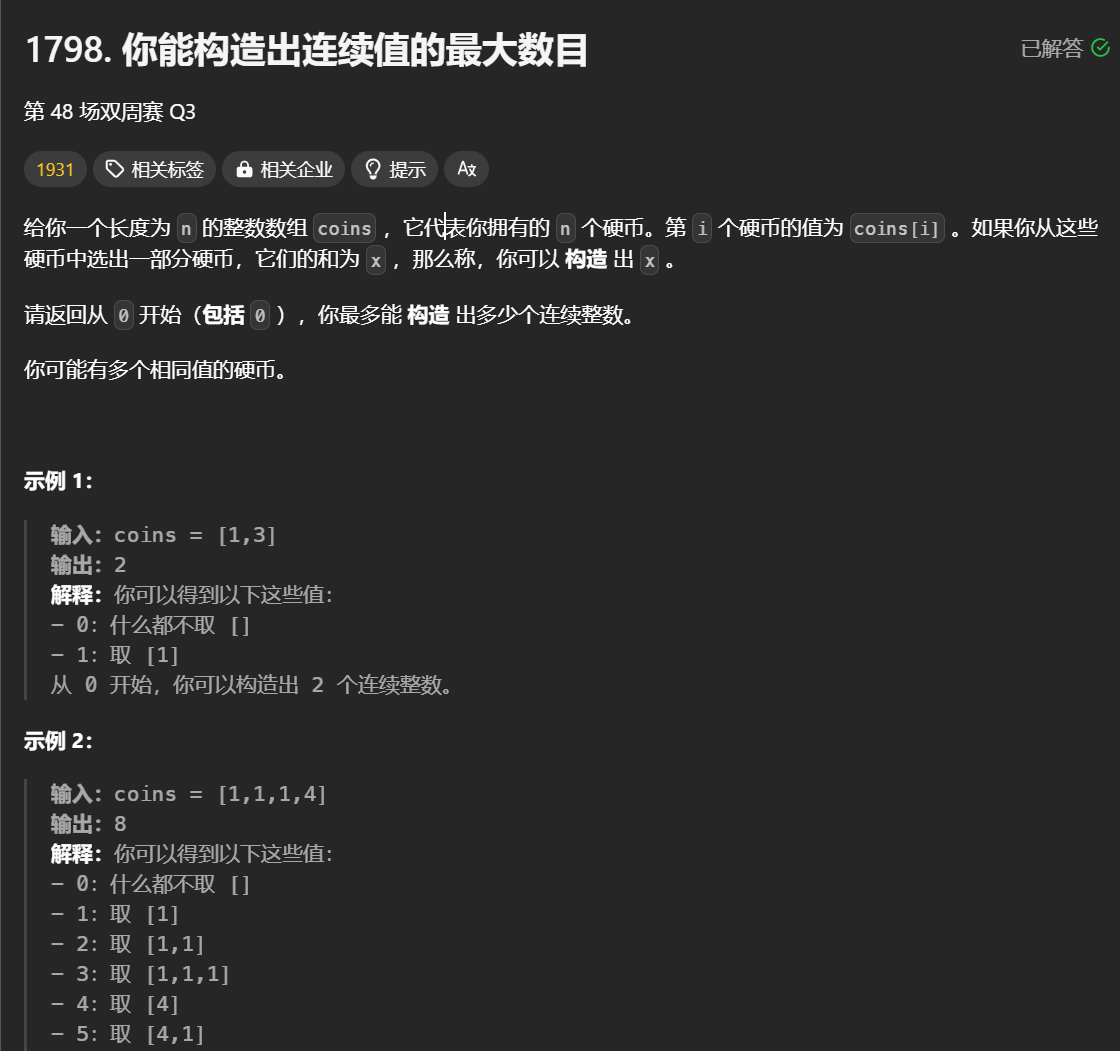 1798. 你能构造出连续值的最大数目
已解答
第 48 场双周赛 Q3
1931 相关标签 相关企业 提示
给你一个长度为 n 的整数数组 coins ，它代表你拥有的 n 个硬币。第 i 个硬币的值为 coins[i] 。如果你从这些
硬币中选出一部分硬币，它们的和为 x ，那么称，你可以 构造 出 x 。
请返回从 0 开始（包括 0 ），你最多能 构造 出多少个连续整数。
你可能有多个相同值的硬币。
示例 1：
输入：coins = [1,3]
输出：2
解释：你可以得到以下这些值：
- 0：什么都不取 []
- 1：取 [1]
从 0 开始，你可以构造出 2 个连续整数。
示例 2：
输入：coins = [1,1,1,4]
输出：8
解释：你可以得到以下这些值：
- 0：什么都不取 []
- 1：取 [1]
- 2：取 [1,1]
- 3：取 [1,1,1]
- 4：取 [4]
- 5：取 [4,1]